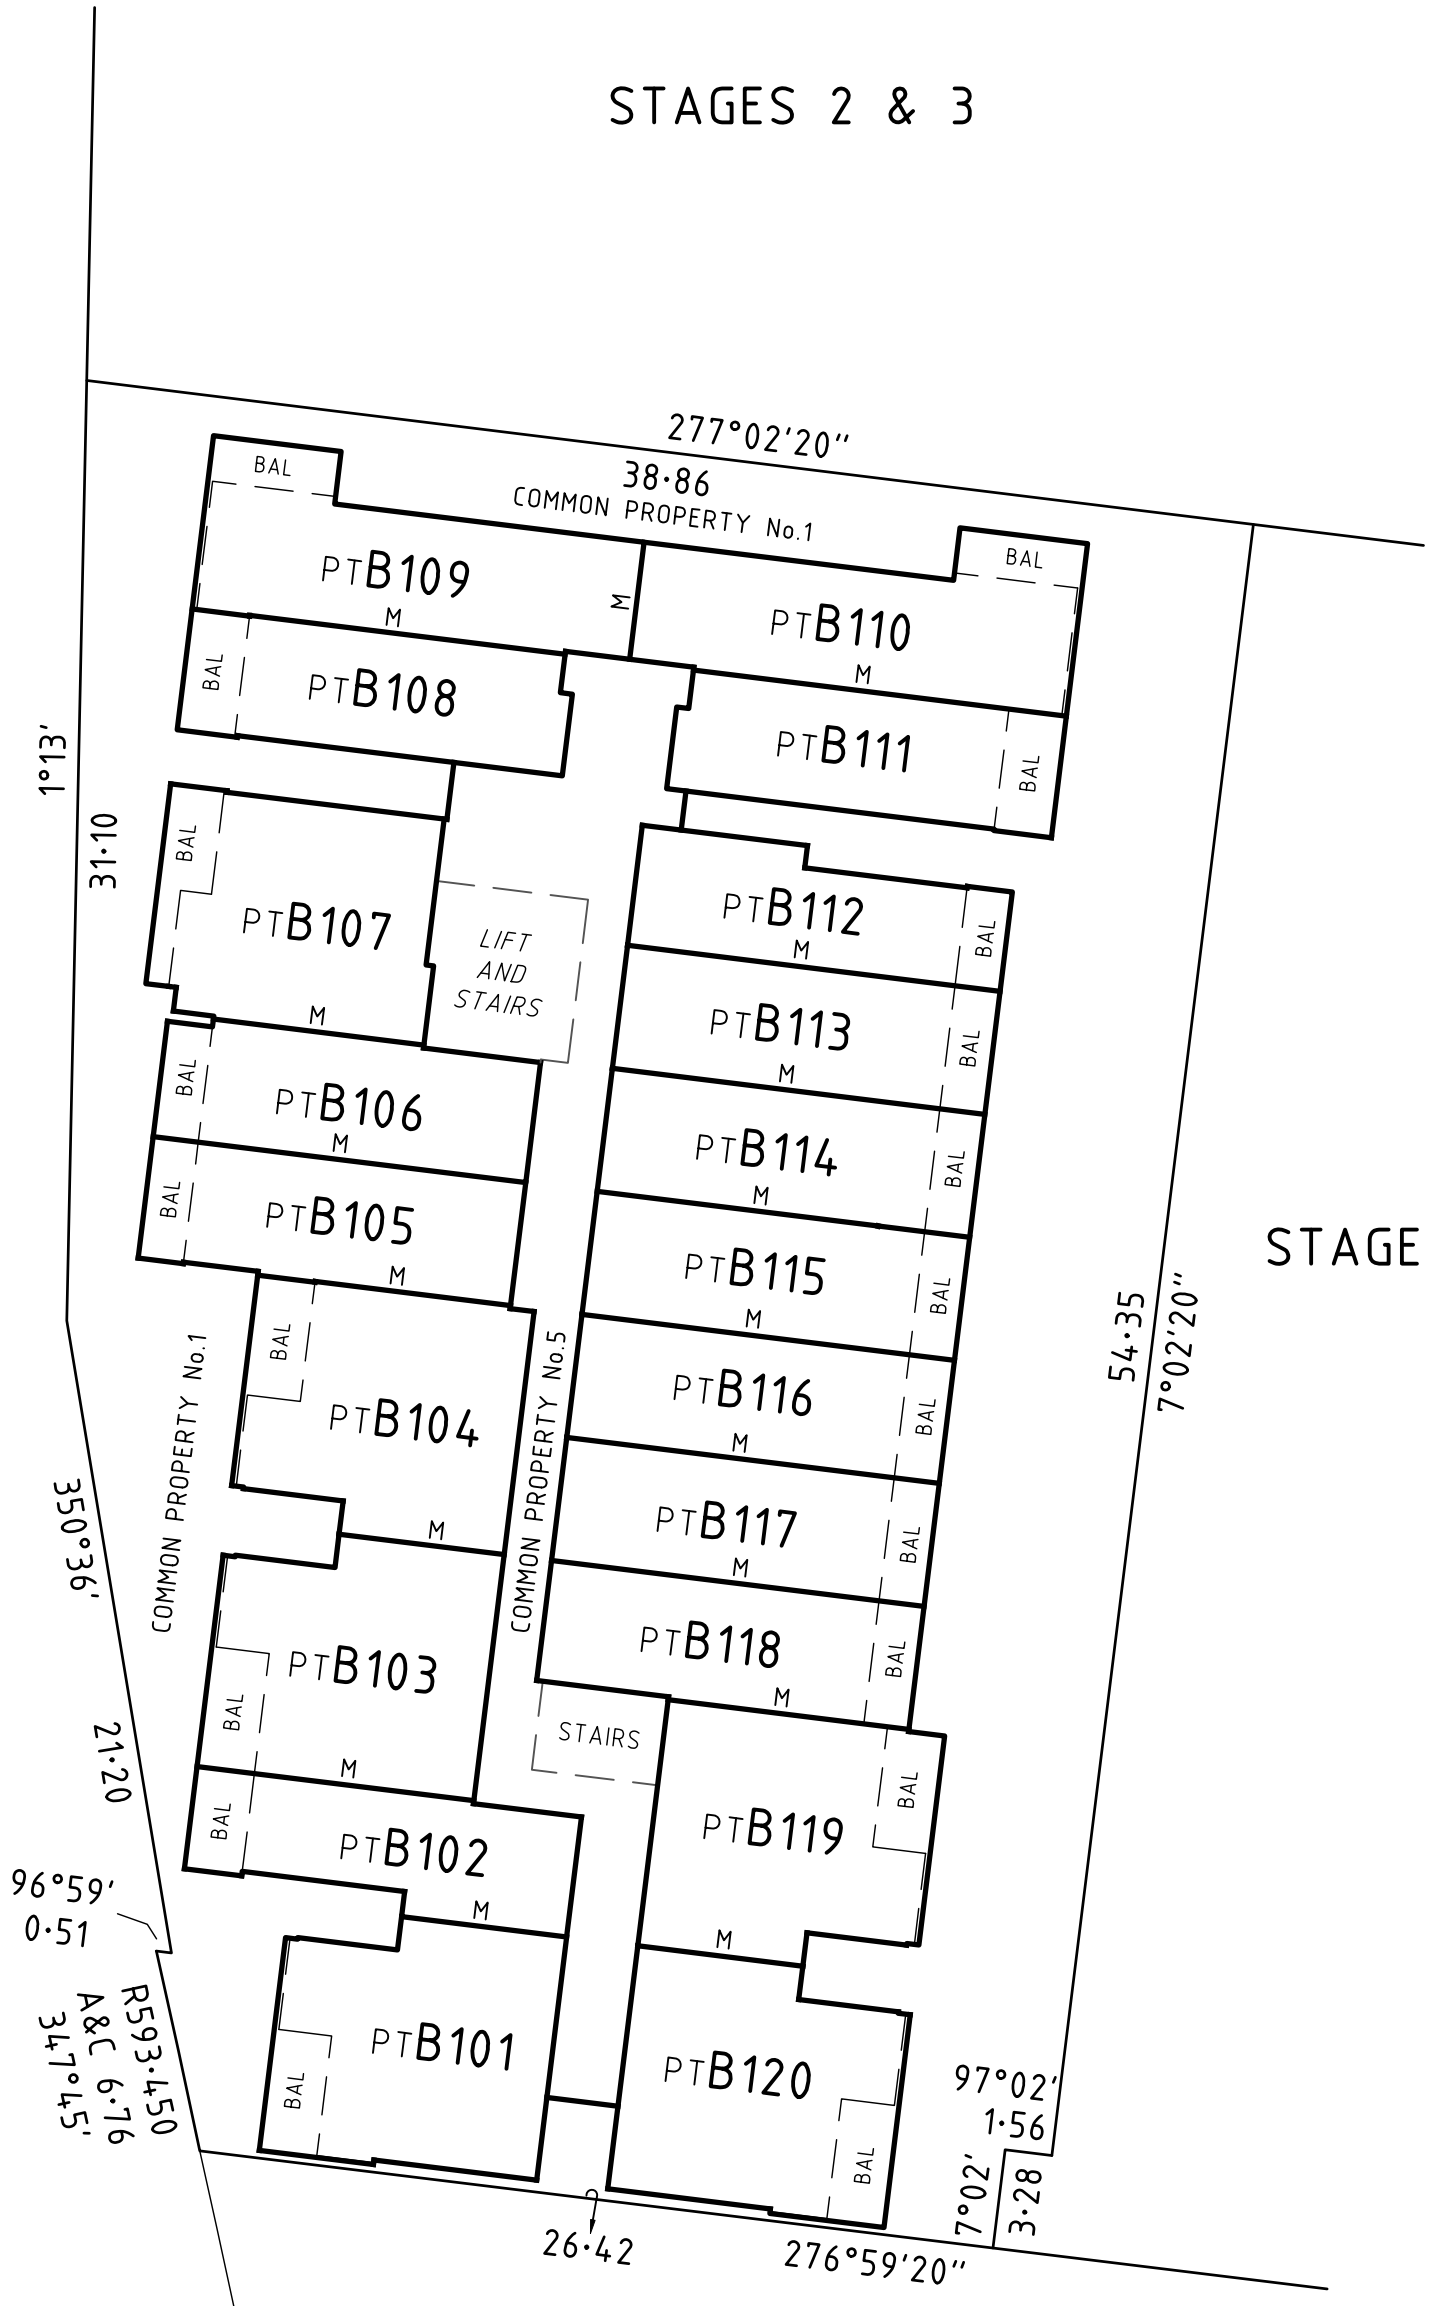 STAGES 2 & 3
277°02'20"
38·86
COMMON PROPERTY No.1
BAL
BAL
PTB109
M
M
PTB110
M
BAL
PTB108
PTB111
BAL
1°13'
31·10
BAL
PTB107
M
LIFT
AND
STAIRS
PTB112
M
BAL
PTB113
M
BAL
BAL
PTB106
M
PTB114
M
BAL
BAL
PTB105
M
PTB115
M
BAL
STAGE
54·35
7°02'20"
BAL
PTB104
M
COMMON PROPERTY No.1
COMMON PROPERTY No.5
PTB116
M
BAL
PTB117
M
BAL
350°36'
21·20
PTB103
BAL
M
PTB118
M
BAL
STAIRS
BAL
PTB102
M
PTB119
M
BAL
96°59'
0·51
R593·450
A&C 6·76
347°45'
PTB101
BAL
PTB120
BAL
97°02'
1·56
7°02'
3·28
26·42
276°59'20"